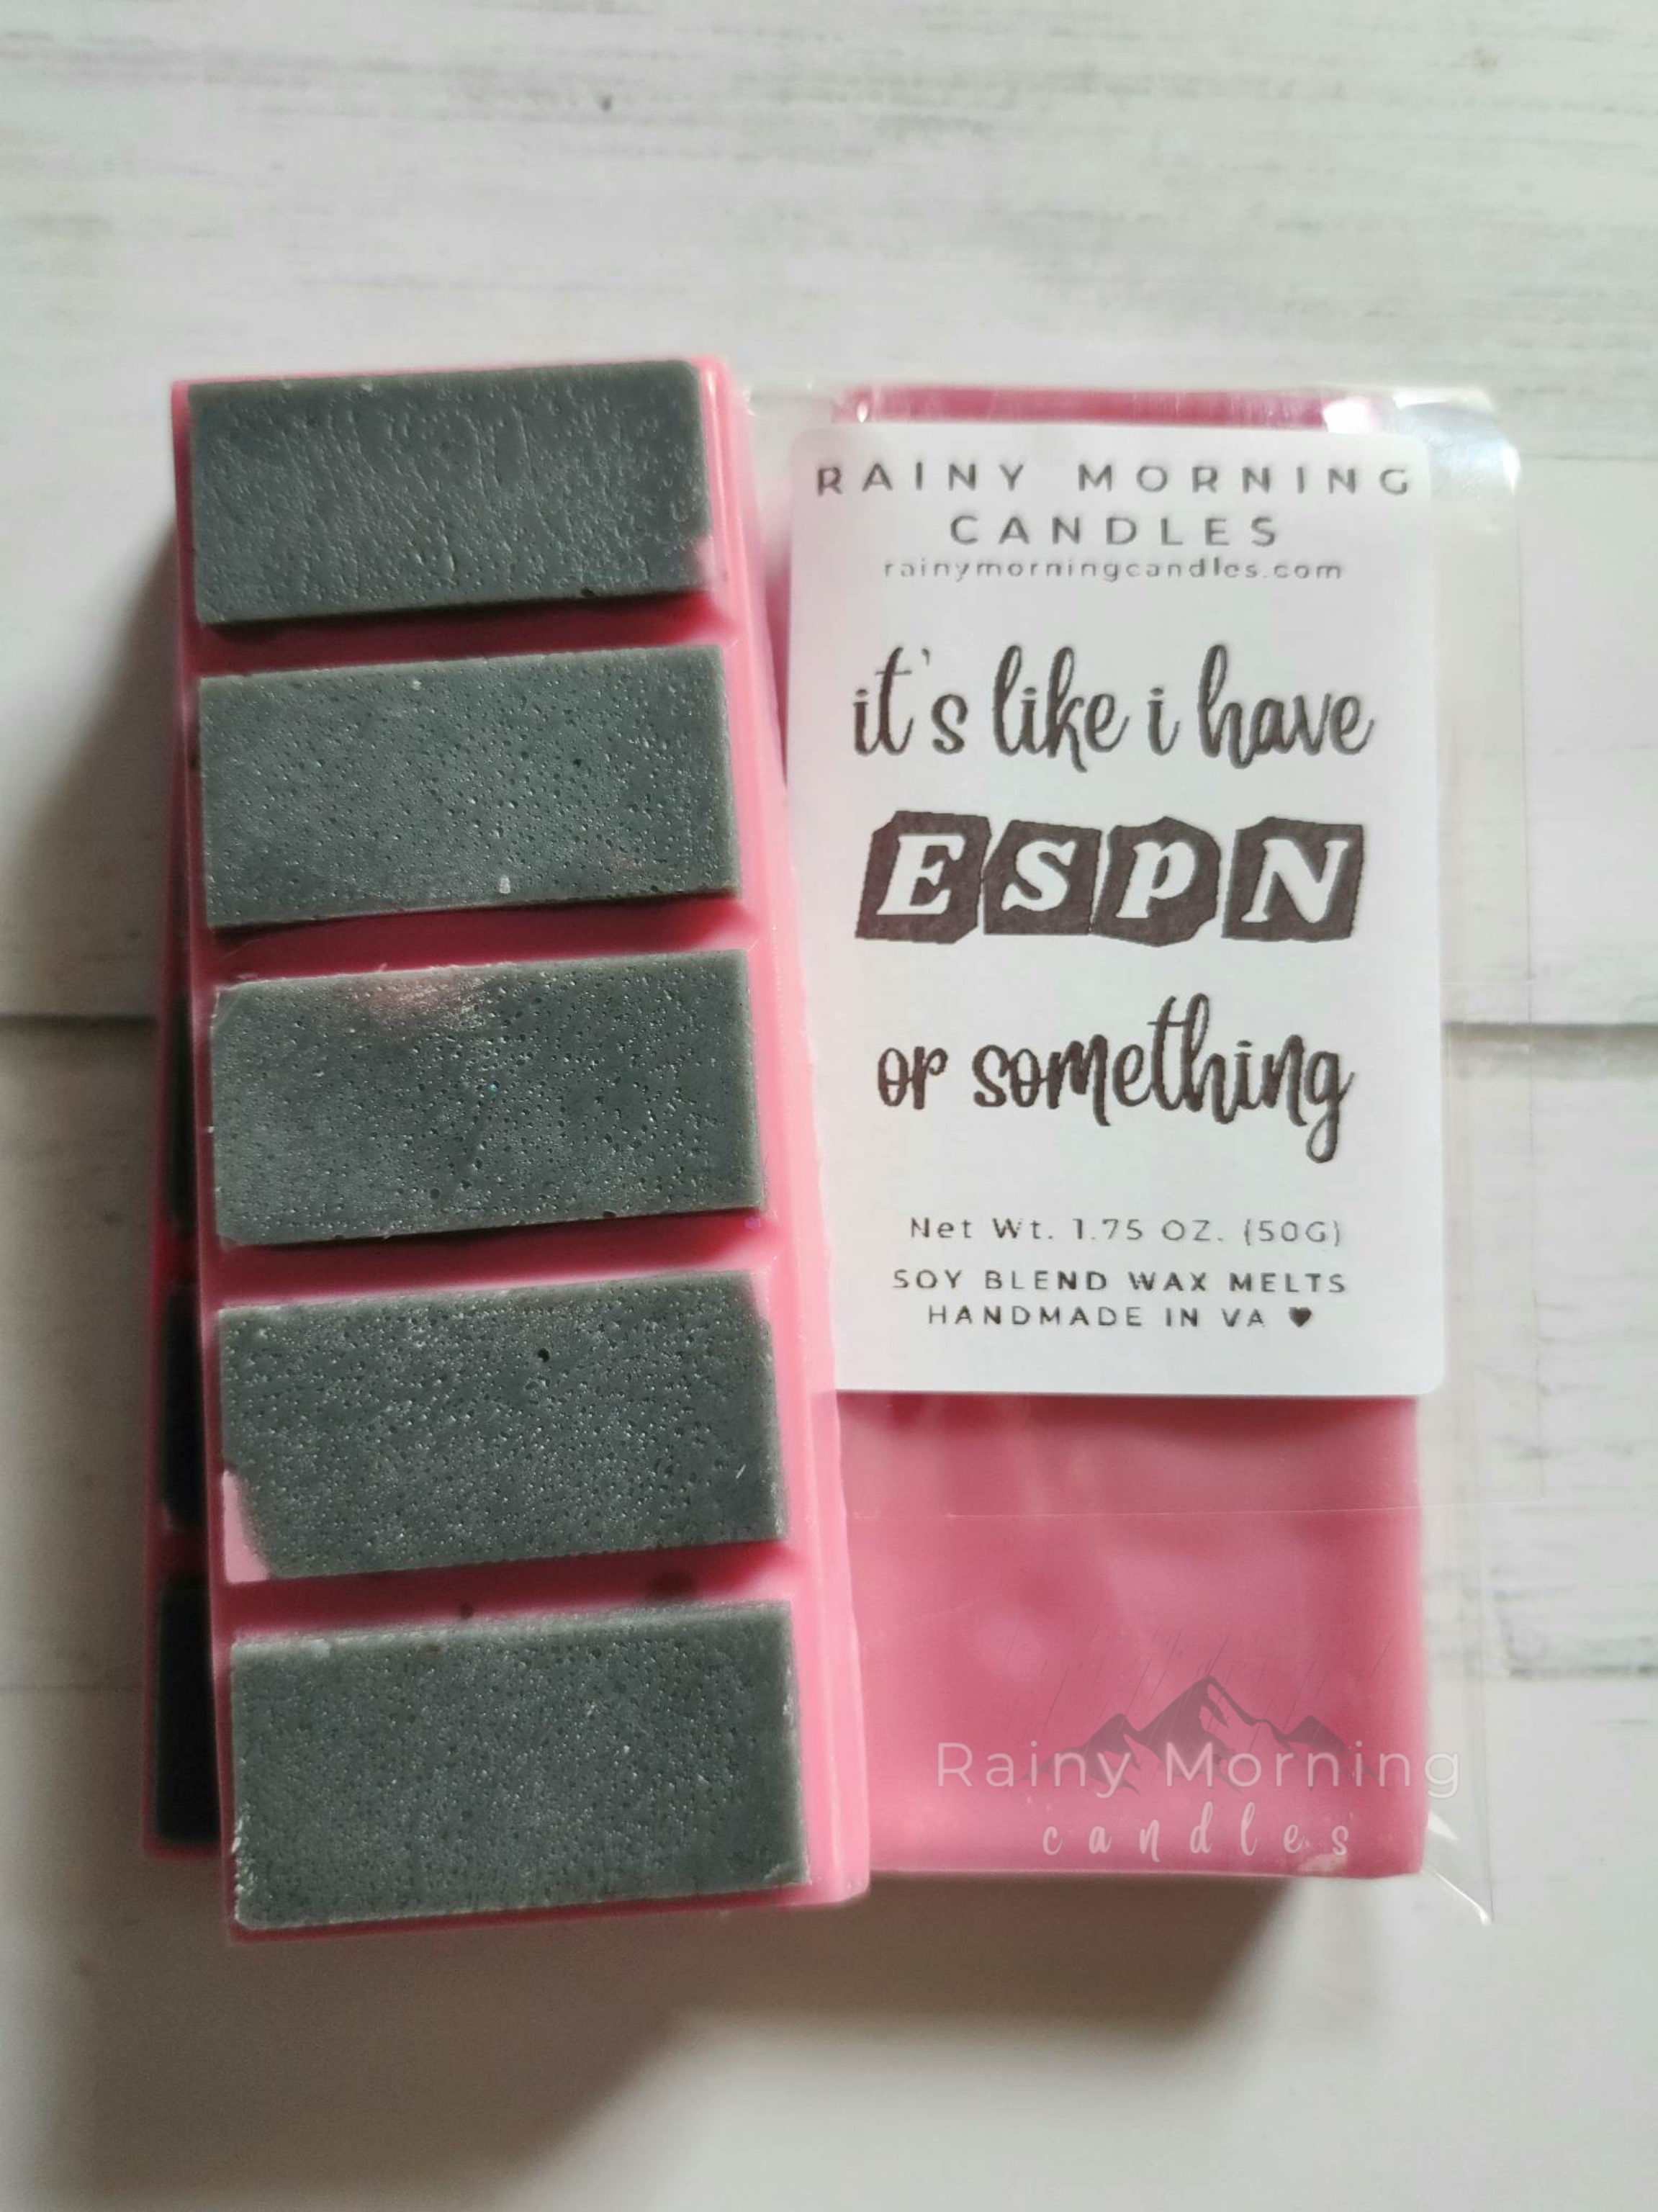 RAINY MORNING
CANDLES
rainymorningcandles.com
it's like i have
ESPN
or something
Net Wt. 1.75 OZ. (50G)
SOY BLEND WAX MELTS
HANDMADE IN VA ♥
Rainy Morning
candles